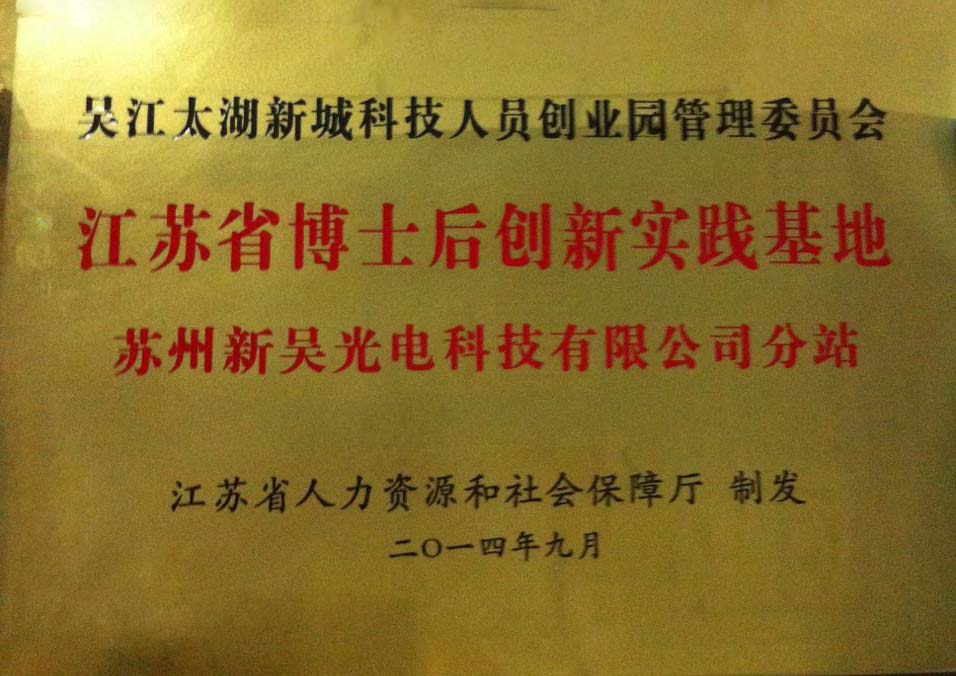 吴江太湖新城科技人员创业园管理委员会
江苏省博士后创新实践基地
苏州新吴光电科技有限公司分站
江苏省人力资源和社会保障厅 制发
二〇一四年九月